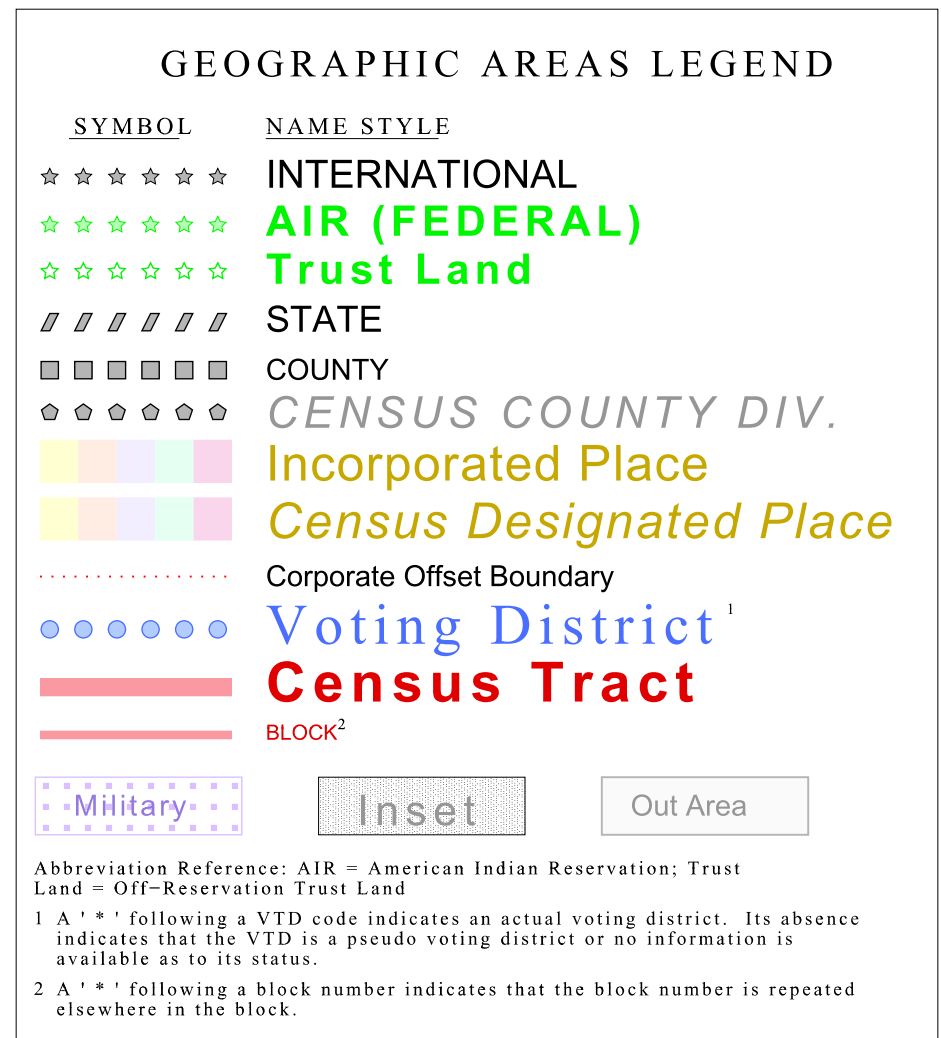 GEOGRAPHIC AREAS LEGEND
SYMBOL NAME STYLE
INTERNATIONAL
AIR (FEDERAL)
Trust Land
STATE
COUNTY
CENSUS COUNTY DIV.
Incorporated Place
Census Designated Place
Corporate Offset Boundary
Voting District 1
Census Tract
BLOCK2
Military Inset Out Area
Abbreviation Reference: AIR = American Indian Reservation; Trust
Land = Off−Reservation Trust Land
1 A ' * ' following a VTD code indicates an actual voting district. Its absence
indicates that the VTD is a pseudo voting district or no information is
available as to its status.
2 A ' * ' following a block number indicates that the block number is repeated
elsewhere in the block.